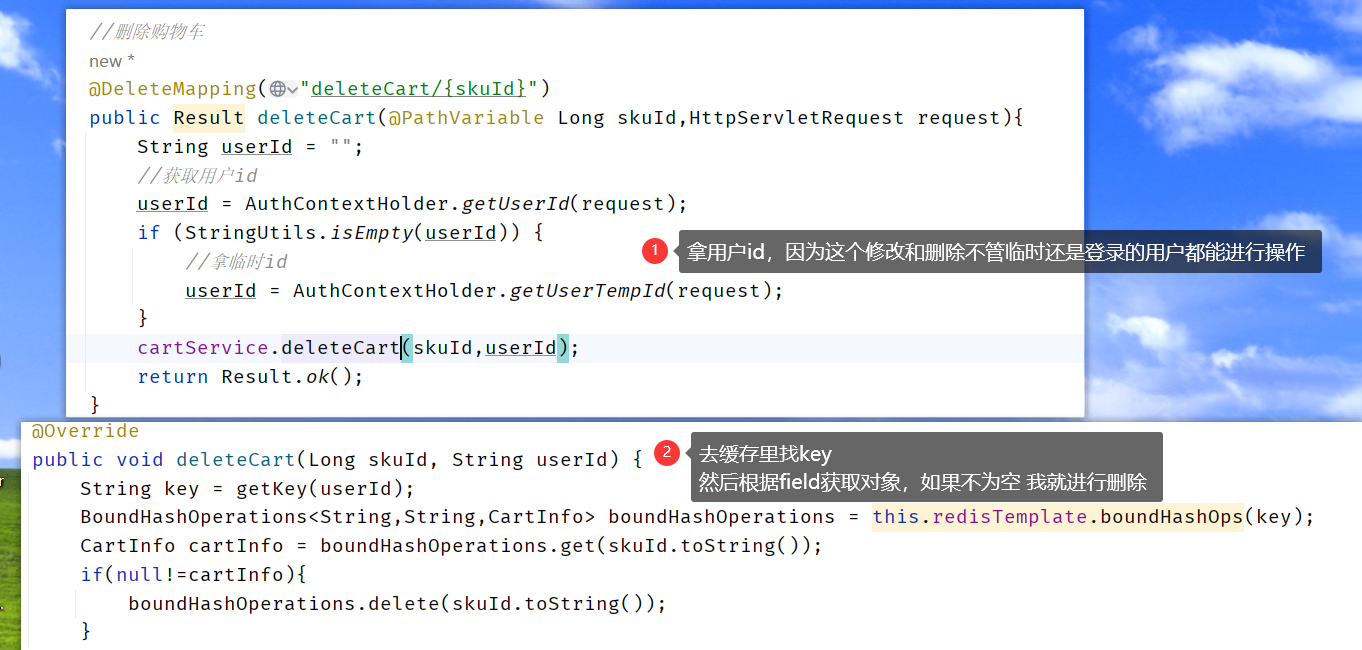 //删除购物车
new *
@DeleteMapping("deleteCart/{skuId}")
public Result deleteCart(@PathVariable Long skuId,HttpServletRequest request){
String userId = "";
//获取用户id
userId = AuthContextHolder.getUserId(request);
if (StringUtils.isEmpty(userId)) {
1 拿用户id，因为这个修改和删除不管临时还是登录的用户都能进行操作
//拿临时id
userId = AuthContextHolder.getUserTempId(request);
}
cartService.deleteCart(skuId,userId);
return Result.ok();
}
@Override
public void deleteCart(Long skuId, String userId) {
2 去缓存里找key
然后根据field获取对象，如果不为空 我就进行删除
String key = getKey(userId);
BoundHashOperations<String,String,CartInfo> boundHashOperations = this.redisTemplate.boundHashOps(key);
CartInfo cartInfo = boundHashOperations.get(skuId.toString());
if(null!=cartInfo){
boundHashOperations.delete(skuId.toString());
}